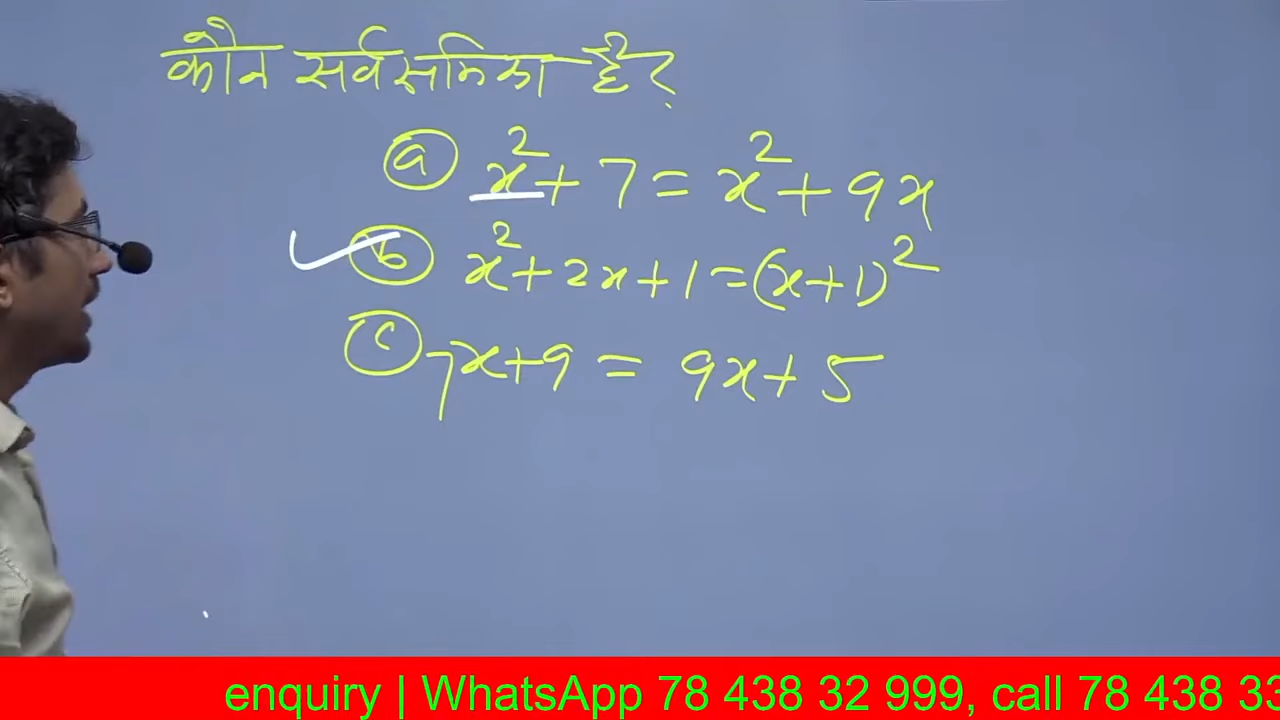 कौन सर्वसमिका है?
(a) x² + 7 = x² + 9x
(b) x² + 2x + 1 = (x + 1)²
(c) 7x + 9 = 9x + 5
enquiry | WhatsApp 78 438 32 999, call 78 438 33